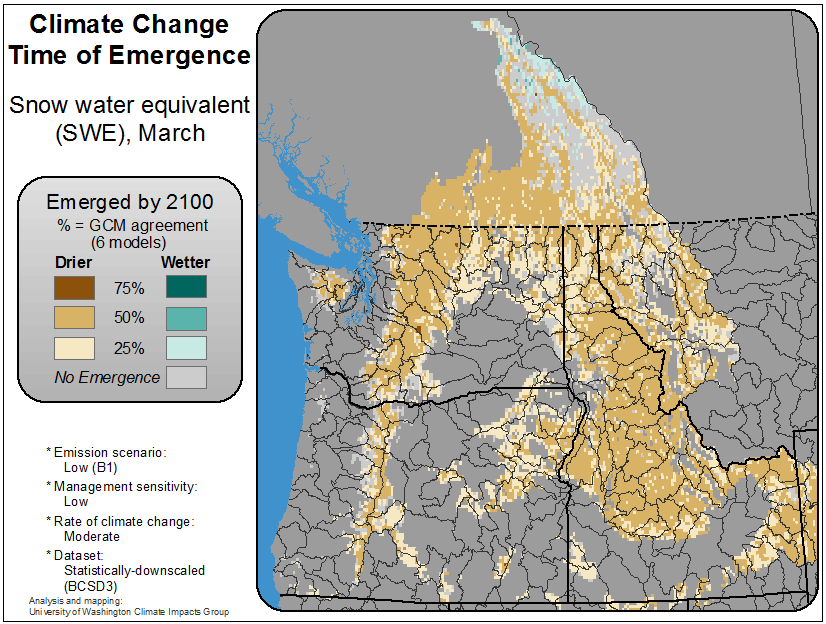 Climate Change
Time of Emergence
Snow water equivalent
(SWE), March
Emerged by 2100
% = GCM agreement
(6 models)
Drier Wetter
75%
50%
25%
No Emergence
* Emission scenario:
Low (B1)
* Management sensitivity:
Low
* Rate of climate change:
Moderate
* Dataset:
Statistically-downscaled
(BCSD3)
Analysis and mapping:
University of Washington Climate Impacts Group